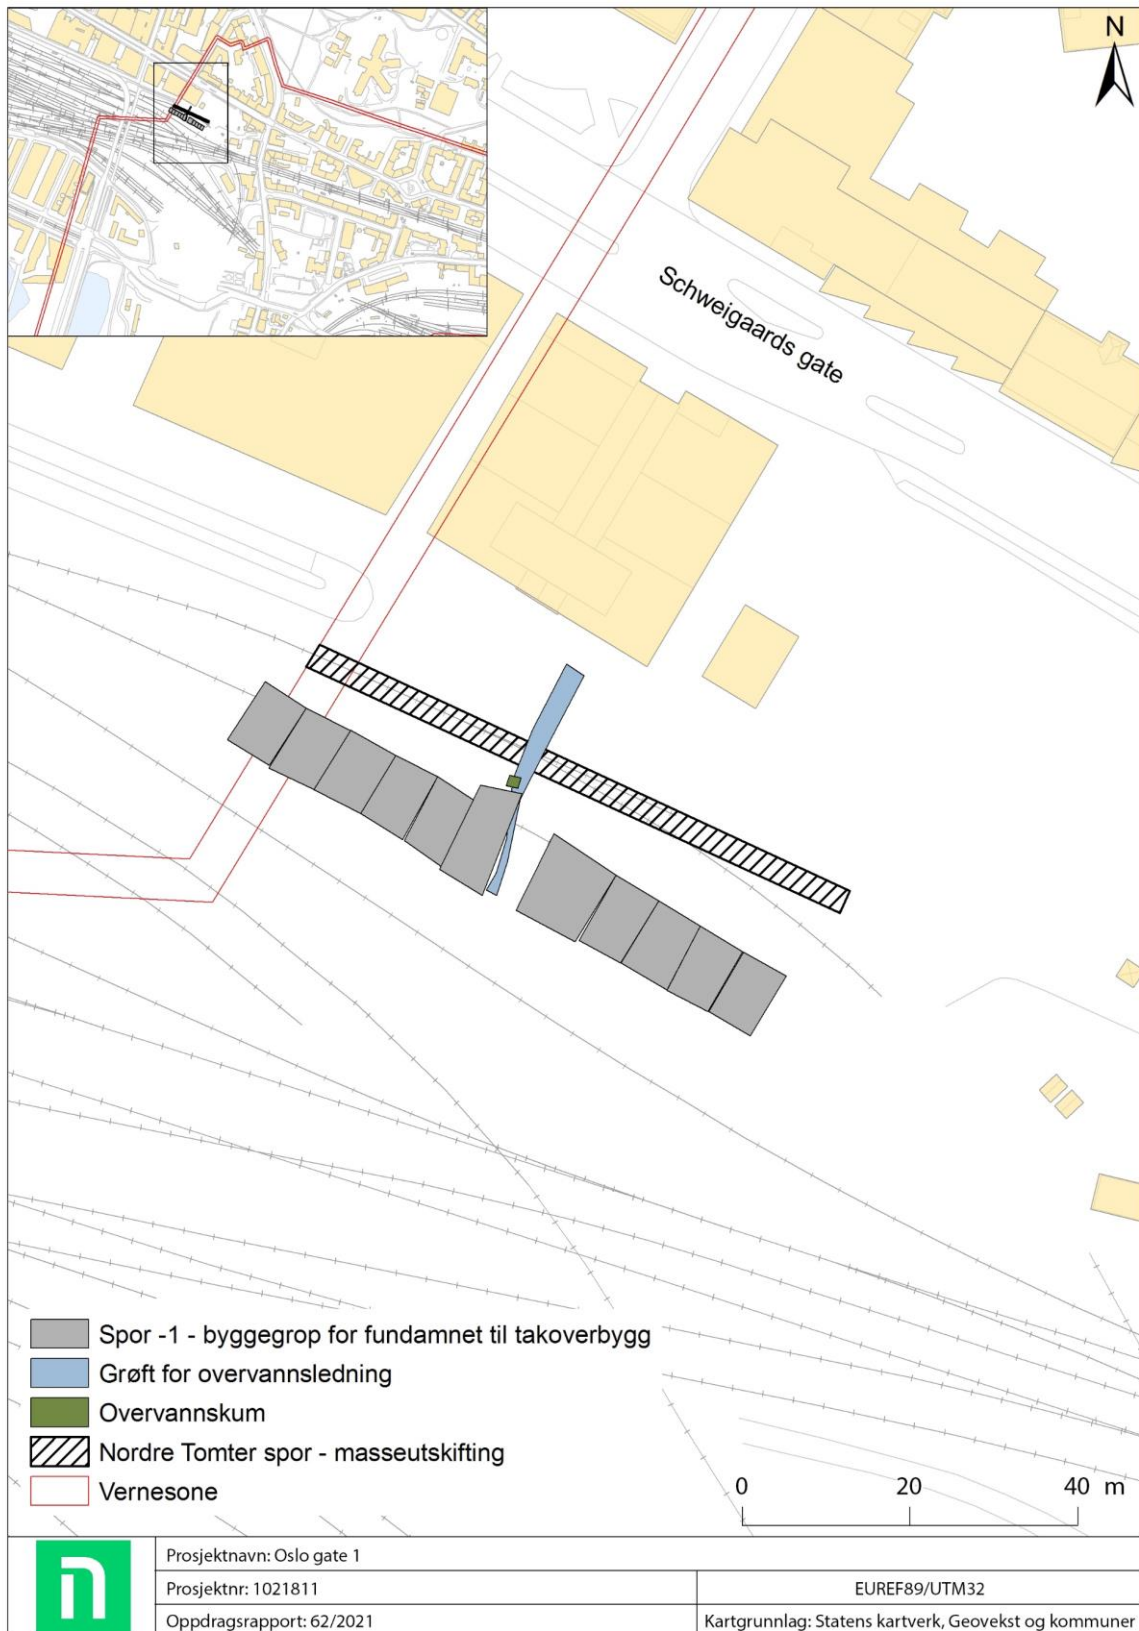 N
Schweigaards gate
Spor -1 - byggegrop for fundamnet til takoverbygg
Grøft for overvannsledning
Overvannskum
Nordre Tomter spor - masseutskifting
Vernesone
0 20 40 m
n
Prosjektnavn: Oslo gate 1
Prosjektnr: 1021811
EUREF89/UTM32
Oppdragsrapport: 62/2021
Kartgrunnlag: Statens kartverk, Geovekst og kommuner